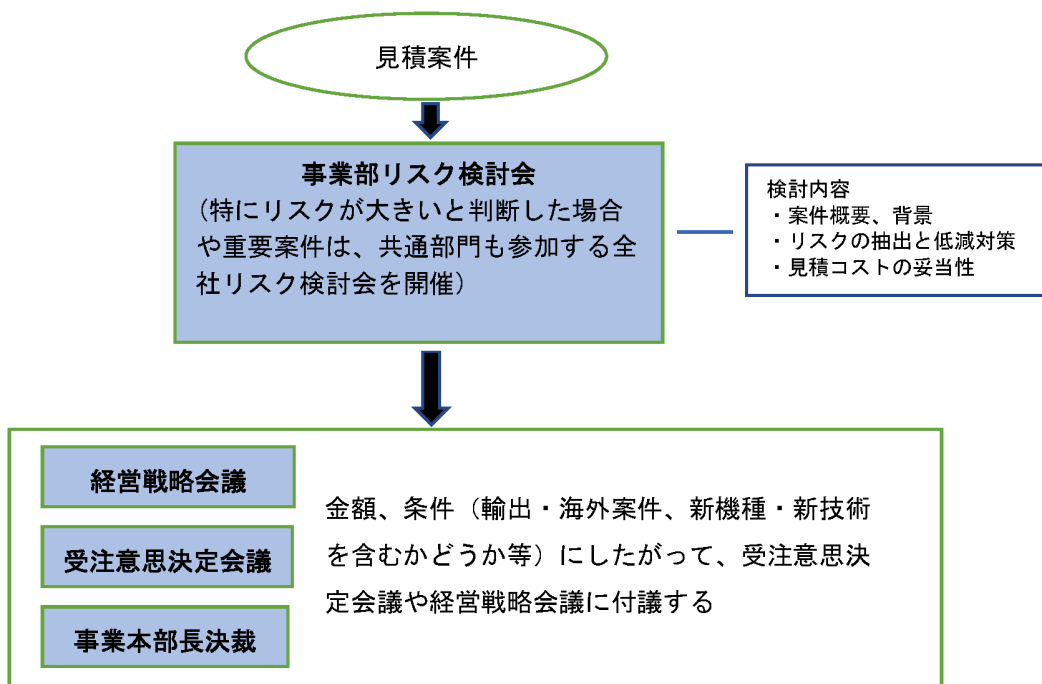 見積案件
事業部リスク検討会
（特にリスクが大きいと判断した場合
や重要案件は、共通部門も参加する全
社リスク検討会を開催）
検討内容
・案件概要、背景
・リスクの抽出と低減対策
・見積コストの妥当性
経営戦略会議
受注意思決定会議
事業本部長決裁
金額、条件（輸出・海外案件、新機種・新技術
を含むかどうか等）にしたがって、受注意思決
定会議や経営戦略会議に付議する